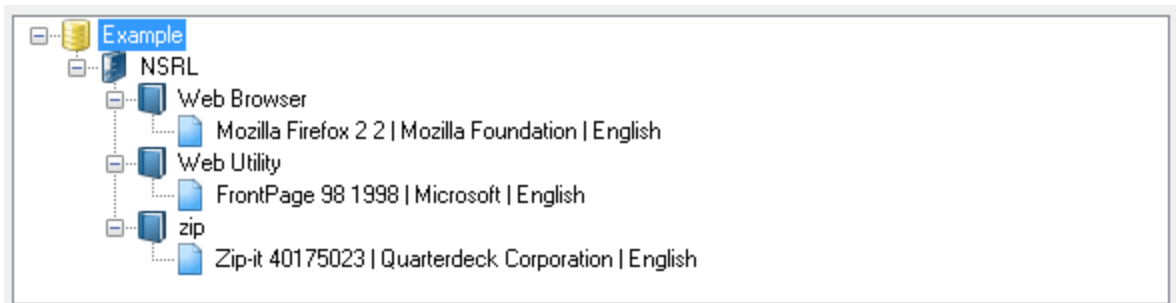 Example
NSRL
Web Browser
Mozilla Firefox 2 2 | Mozilla Foundation | English
Web Utility
FrontPage 98 1998 | Microsoft | English
zip
Zip-it 40175023 | Quarterdeck Corporation | English